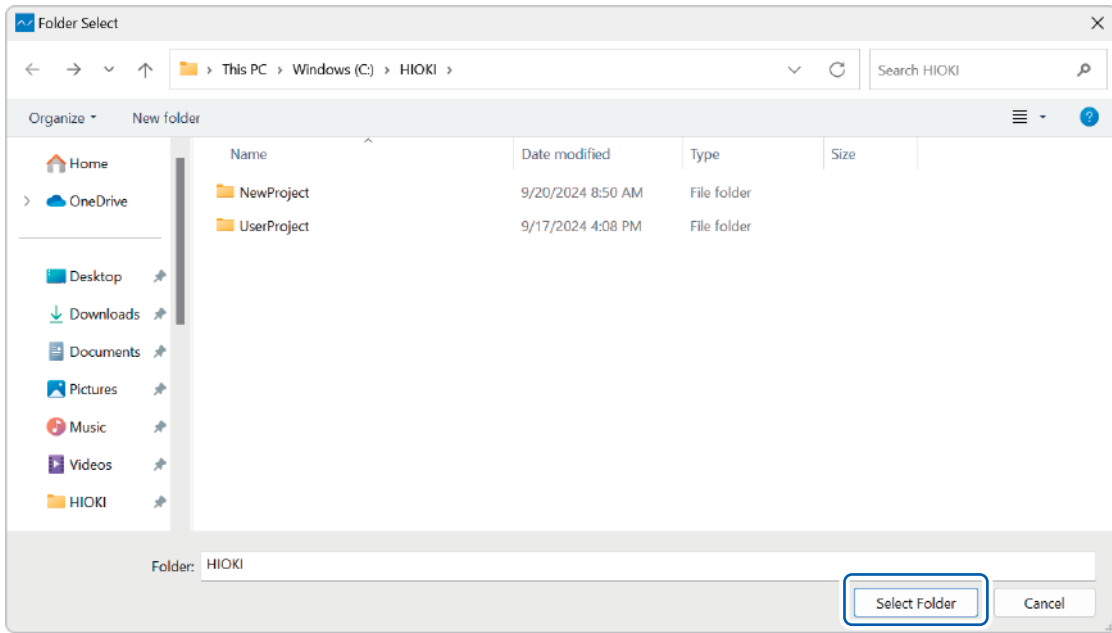 Folder Select
This PC > Windows (C:) > HIOKI >
Search HIOKI
Organize
New folder
Home
OneDrive
Desktop
Downloads
Documents
Pictures
Music
Videos
HIOKI
Name Date modified Type Size
NewProject 9/20/2024 8:50 AM File folder
UserProject 9/17/2024 4:08 PM File folder
Folder: HIOKI
Select Folder Cancel